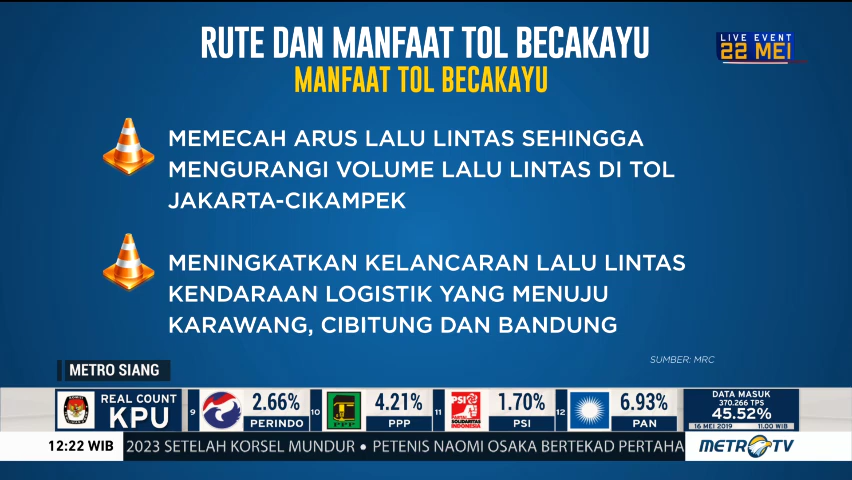 RUTE DAN MANFAAT TOL BECAKAYU
MANFAAT TOL BECAKAYU
LIVE EVENT
22 MEI
MEMECAH ARUS LALU LINTAS SEHINGGA
MENGURANGI VOLUME LALU LINTAS DI TOL
JAKARTA-CIKAMPEK
MENINGKATKAN KELANCARAN LALU LINTAS
KENDARAAN LOGISTIK YANG MENUJU
KARAWANG, CIBITUNG DAN BANDUNG
SUMBER: MRC
METRO SIANG
REAL COUNT
KPU
9
2.66%
PERINDO
10
PPP
4.21%
PPP
11
PSI
SOLIDARITAS
INDONESIA
1.70%
PSI
12
6.93%
PAN
DATA MASUK
370.266 TPS
45.52%
16 MEI 2019 11.00 WIB
12:22 WIB
2023 SETELAH KORSEL MUNDUR • PETENIS NAOMI OSAKA BERTEKAD PERTAHA
METRO TV